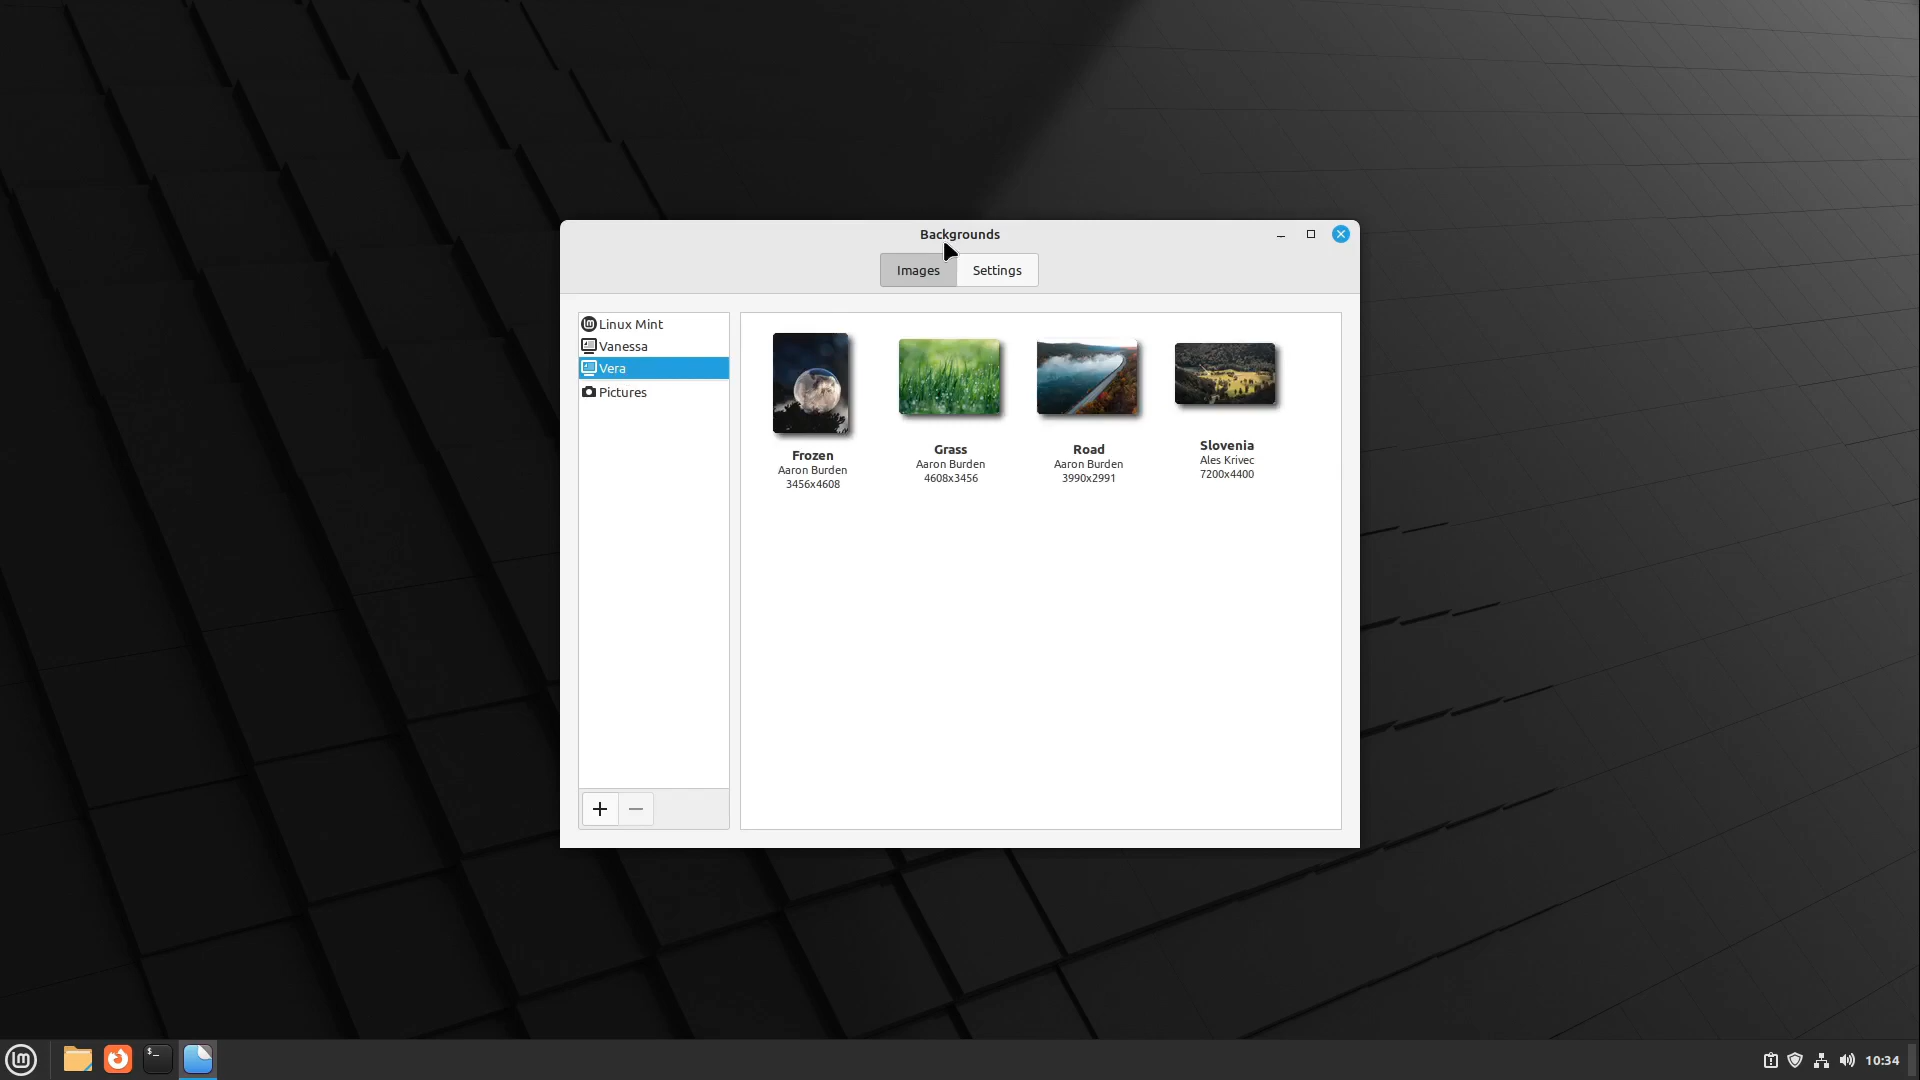 Backgrounds
Images
Settings
Linux Mint
Vanessa
Vera
Pictures
Frozen
Aaron Burden
3456x4608
Grass
Aaron Burden
4608x3456
Road
Aaron Burden
3990x2991
Slovenia
Ales Krivec
7200x4400
10:34